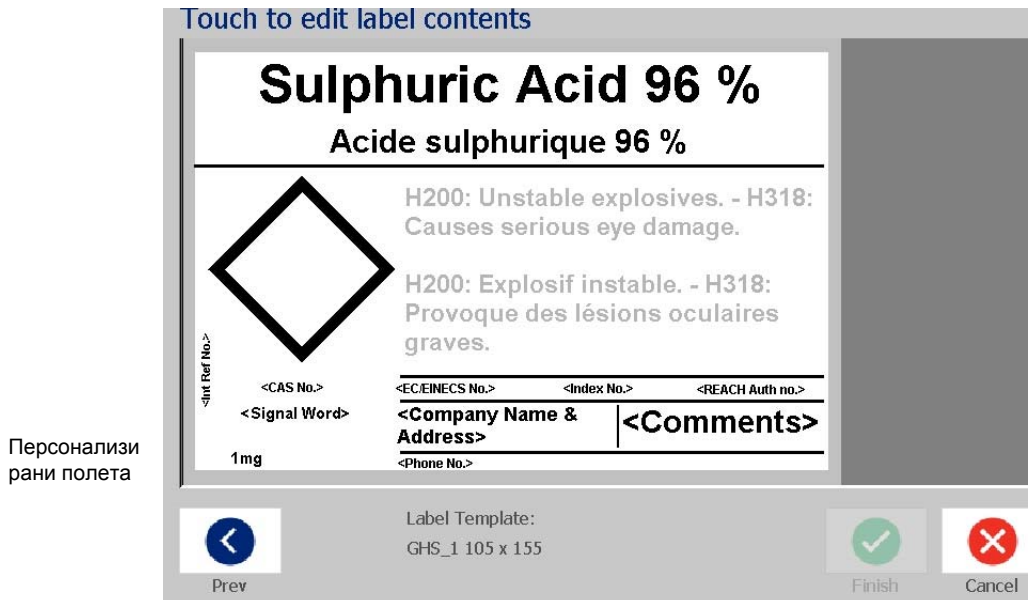 Touch to edit label contents
Sulphuric Acid 96 %
Acide sulphurique 96 %
H200: Unstable explosives. - H318:
Causes serious eye damage.
H200: Explosif instable. - H318:
Provoque des lésions oculaires
graves.
<Int Ref No.>
<CAS No.>
<EC/EINECS No.>
<Index No.>
<REACH Auth no.>
<Signal Word>
<Company Name &
Address>
<Comments>
1mg
<Phone No.>
Персонализи
рани полета
Label Template:
GHS_1 105 x 155
Prev
Finish
Cancel